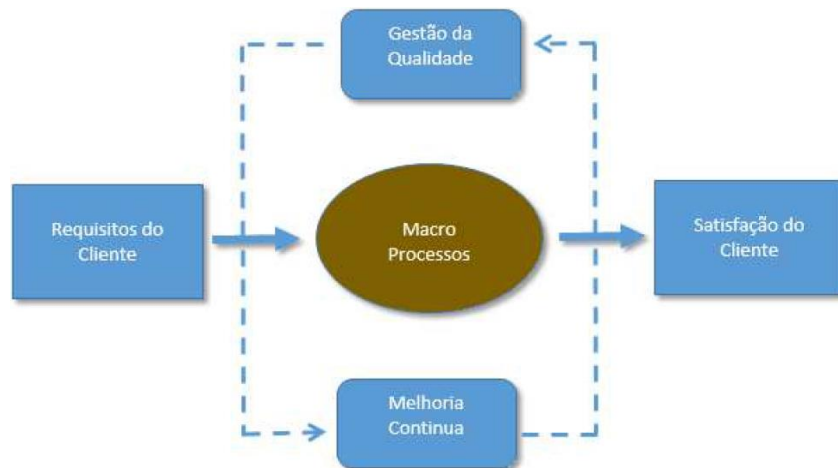 Gestão da
Qualidade
Requisitos do
Cliente
Macro
Processos
Satisfação do
Cliente
Melhoria
Continua